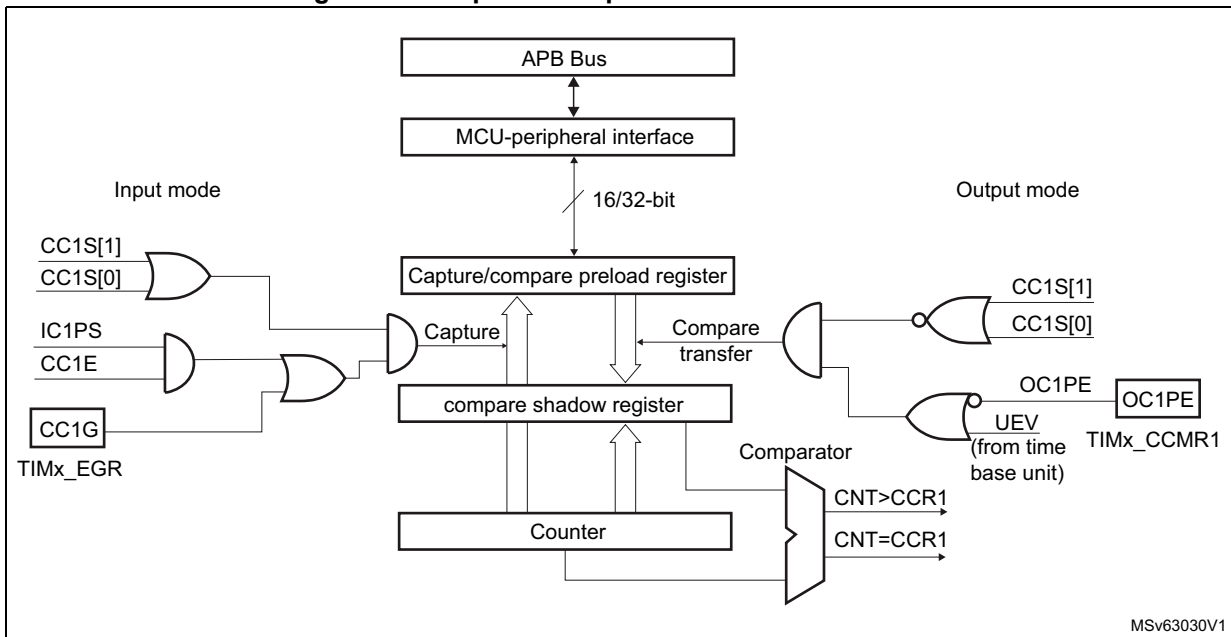 APB Bus
MCU-peripheral interface
Input mode
16/32-bit
Output mode
CC1S[1]
CC1S[0]
IC1PS
CC1E
CC1G
TIMx_EGR
Capture/compare preload register
Capture
Compare
transfer
compare shadow register
Counter
Comparator
CNT>CCR1
CNT=CCR1
CC1S[1]
CC1S[0]
OC1PE
OC1PE
UEV
(from time
base unit)
TIMx_CCMR1
MSv63030V1